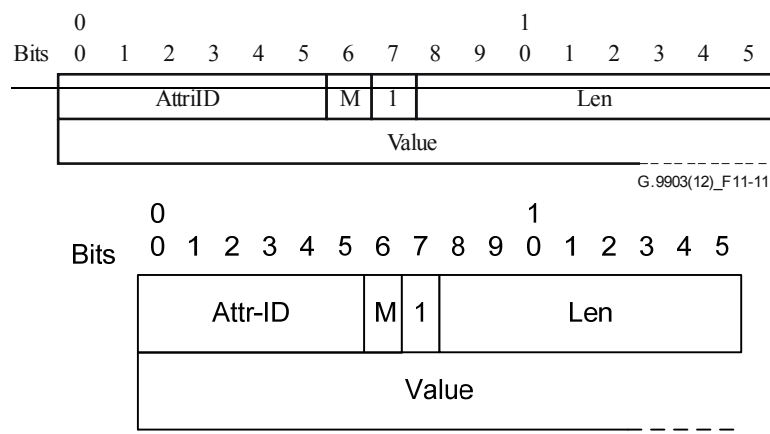 0 1
Bits 0 1 2 3 4 5 6 7 8 9 0 1 2 3 4 5
AttriID M 1 Len
Value
G.9903(12)_F11-11
0 1
Bits 0 1 2 3 4 5 6 7 8 9 0 1 2 3 4 5
Attr-ID M 1 Len
Value